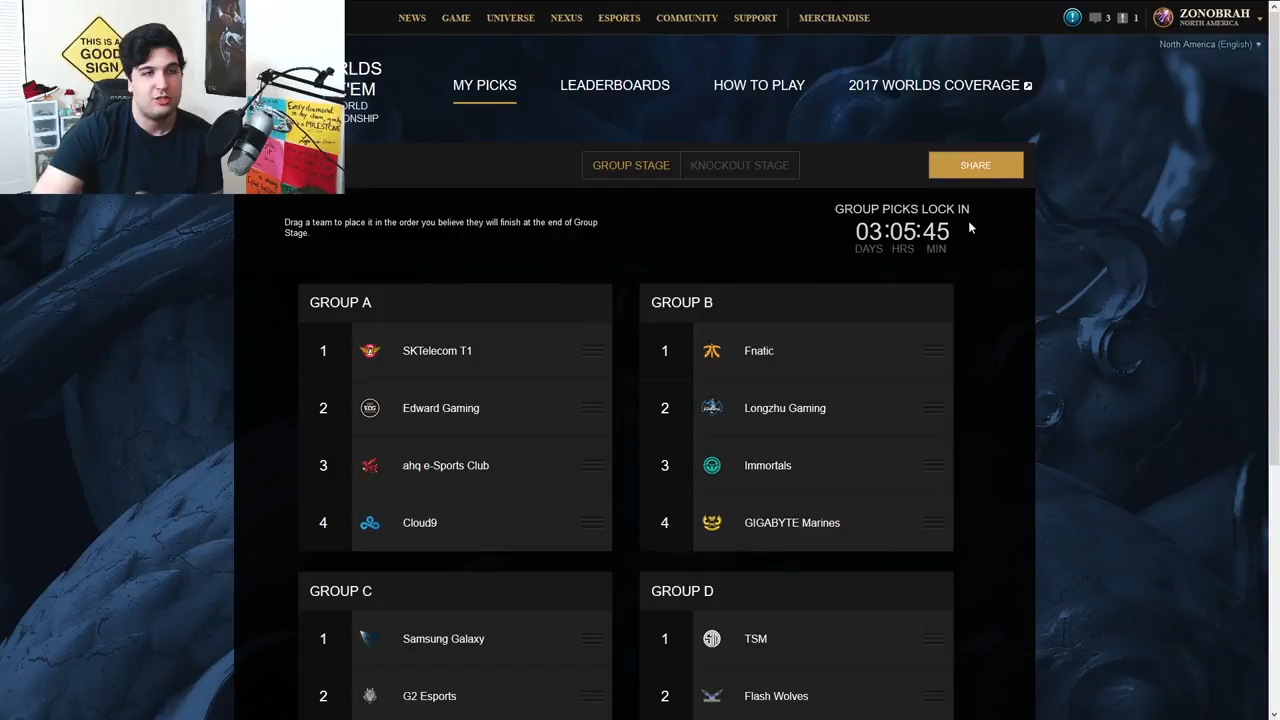 NEWS GAME UNIVERSE NEXUS ESPORTS COMMUNITY SUPPORT MERCHANDISE
3 1 ZONOBRAH
NORTH AMERICA
North America (English)
THIS IS A
GOOD
SIGN
RLDS
'EM
ORLD
IONSHIP
MY PICKS LEADERBOARDS HOW TO PLAY 2017 WORLDS COVERAGE
GROUP STAGE KNOCKOUT STAGE SHARE
Drag a team to place it in the order you believe they will finish at the end of Group
Stage.
GROUP PICKS LOCK IN
03:05:45
DAYS HRS MIN
GROUP A
1 SKTelecom T1
2 Edward Gaming
3 ahq e-Sports Club
4 Cloud9
GROUP B
1 Fnatic
2 Longzhu Gaming
3 Immortals
4 GIGABYTE Marines
GROUP C
1 Samsung Galaxy
2 G2 Esports
GROUP D
1 TSM
2 Flash Wolves